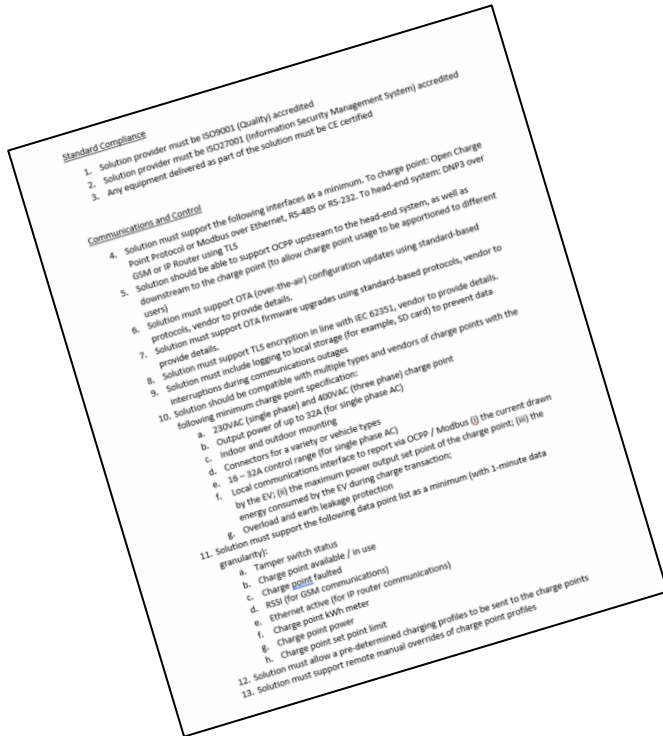 Standard Compliance
1. Solution provider must be ISO9001 (Quality) accredited
2. Solution provider must be ISO27001 (Information Security Management System) accredited
3. Any equipment delivered as part of the solution must be CE certified
Communications and Control
4. Solution must support the following interfaces as a minimum. To charge point: Open Charge
Point Protocol or Modbus over Ethernet, RS-485 or RS-232. To head-end system: DNP3 over
GSM or IP Router using TLS
5. Solution should be able to support OCPP upstream to the head-end system, as well as
downstream to the charge point (to allow charge point usage to be apportioned to different
users)
6. Solution must support OTA (over-the-air) configuration updates using standard-based
protocols, vendor to provide details.
7. Solution must support OTA firmware upgrades using standard-based protocols, vendor to
provide details.
8. Solution must support TLS encryption in line with IEC 62351, vendor to provide details.
9. Solution must include logging to local storage (for example, SD card) to prevent data
interruptions during communications outages
10. Solution should be compatible with multiple types and vendors of charge points with the
following minimum charge point specification:
a. 230VAC (single phase) and 400VAC (three phase) charge point
b. Output power of up to 32A (for single phase AC)
c. Indoor and outdoor mounting
d. Connectors for a variety or vehicle types
e. 16 – 32A control range (for single phase AC)
f. Local communications interface to report via OCPP / Modbus (i) the current drawn
by the EV; (ii) the maximum power output set point of the charge point; (iii) the
energy consumed by the EV during charge transaction;
g. Overload and earth leakage protection
11. Solution must support the following data point list as a minimum (with 1-minute data
granularity):
a. Tamper switch status
b. Charge point available / in use
c. Charge point faulted
d. RSSI (for GSM communications)
e. Ethernet active (for IP router communications)
f. Charge point kWh meter
g. Charge point power
h. Charge point set point limit
12. Solution must allow a pre-determined charging profiles to be sent to the charge points
13. Solution must support remote manual overrides of charge point profiles